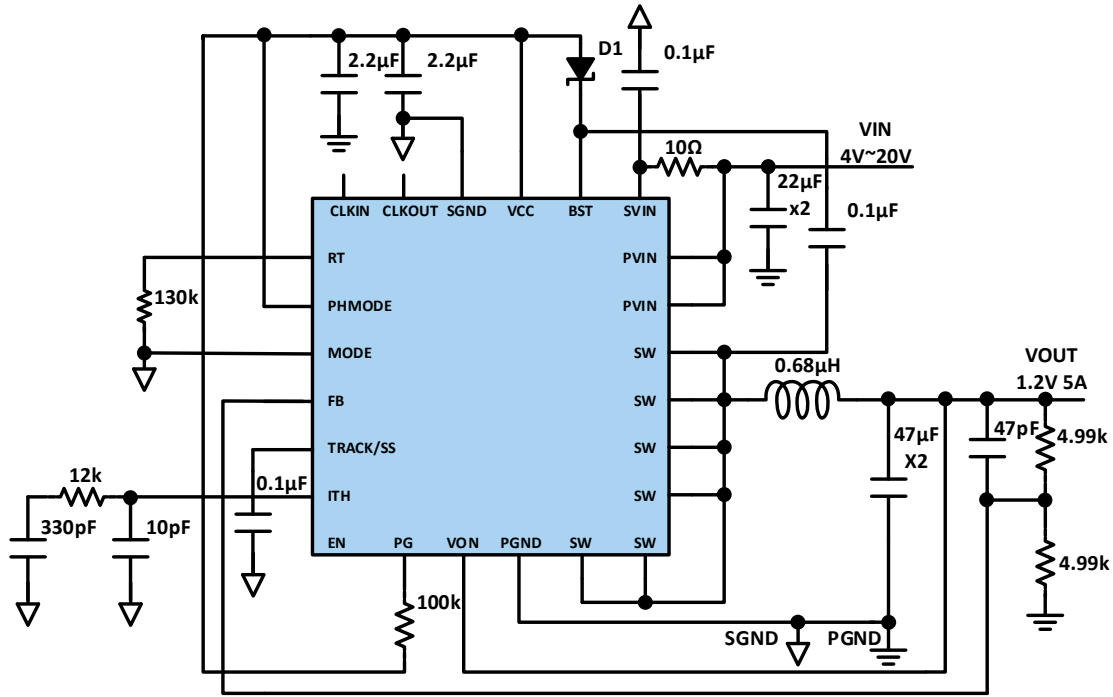 D1
2.2µF
2.2µF
0.1µF
VIN
4V~20V
10Ω
22µF
x2
0.1µF
CLKIN
CLKOUT
SGND
VCC
BST
SVIN
RT
PVIN
130k
PHMODE
PVIN
MODE
SW
0.68µH
VOUT
1.2V 5A
FB
SW
47µF
X2
47pF
4.99k
TRACK/SS
SW
12k
0.1µF
ITH
SW
330pF
10pF
EN
PG
VON
PGND
SW
SW
4.99k
100k
SGND
PGND